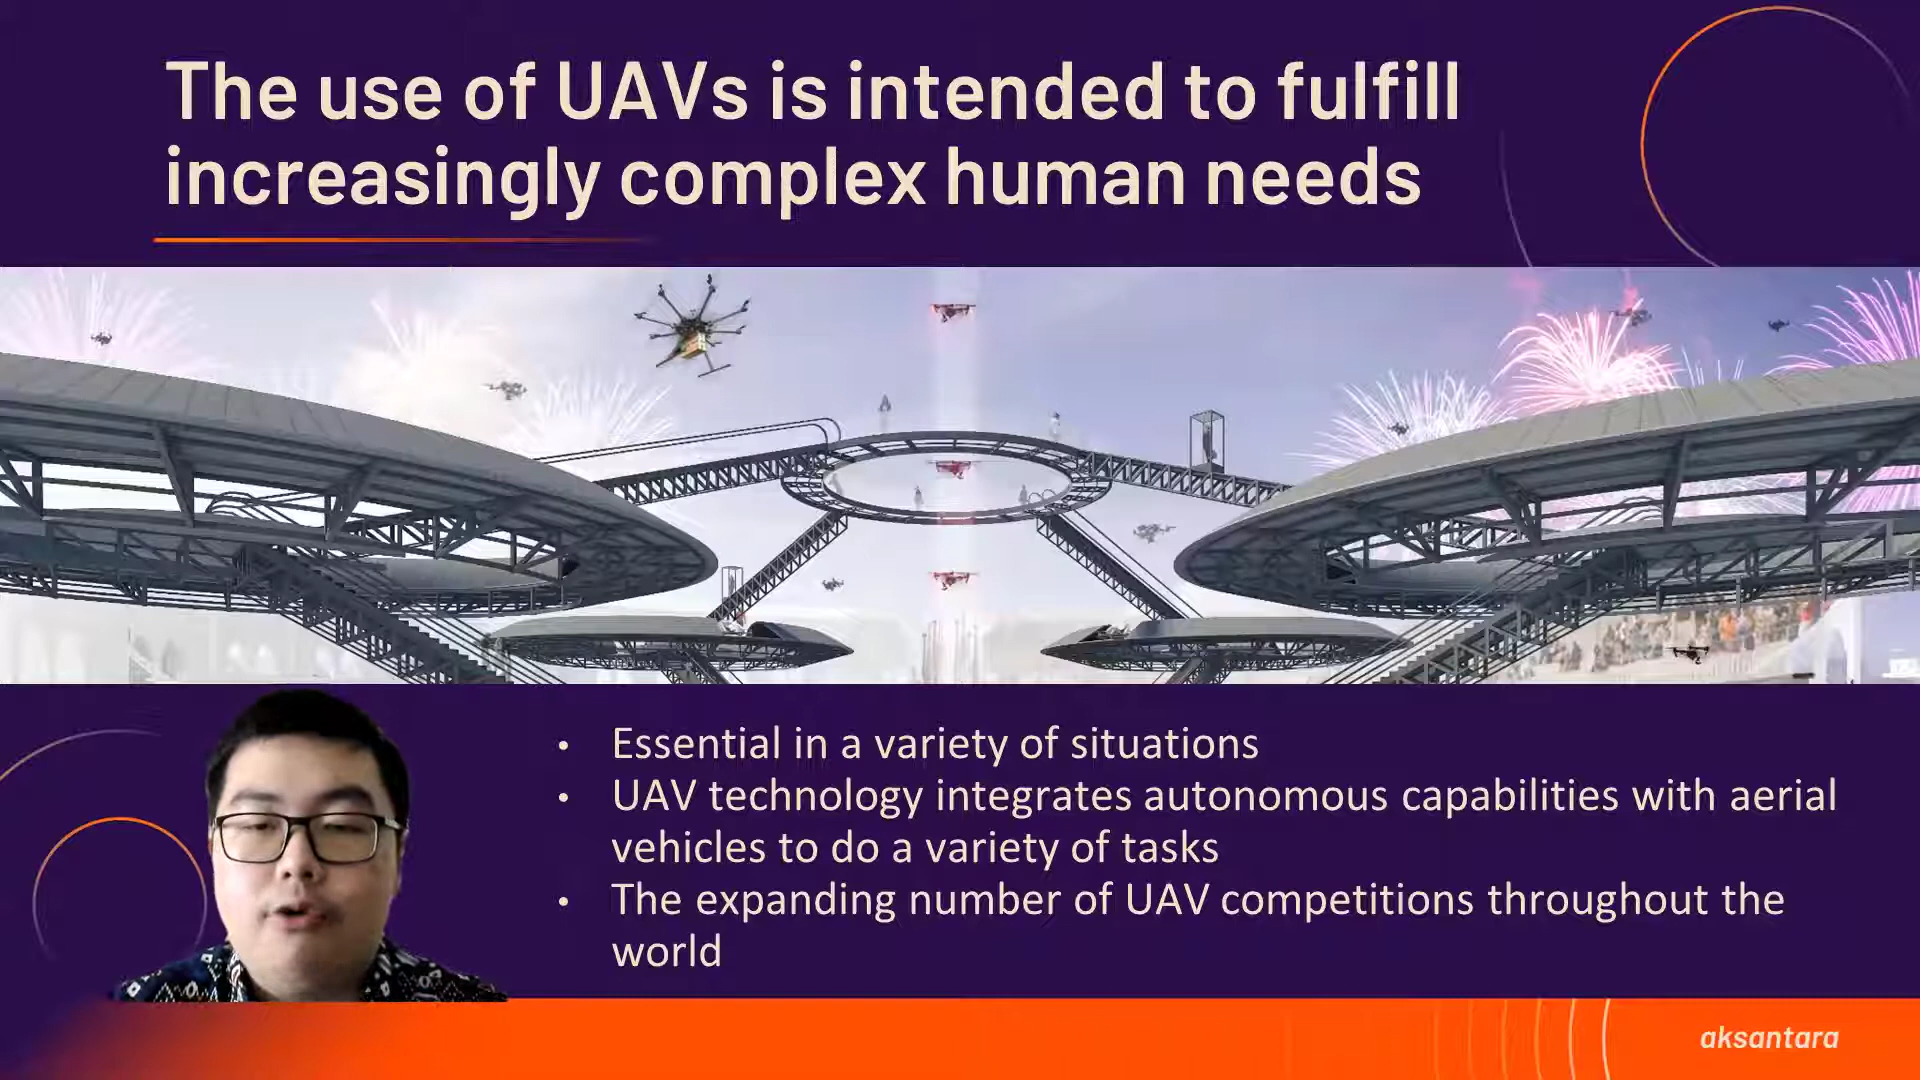 The use of UAVs is intended to fulfill
increasingly complex human needs
• Essential in a variety of situations
• UAV technology integrates autonomous capabilities with aerial
vehicles to do a variety of tasks
• The expanding number of UAV competitions throughout the
world
aksantara